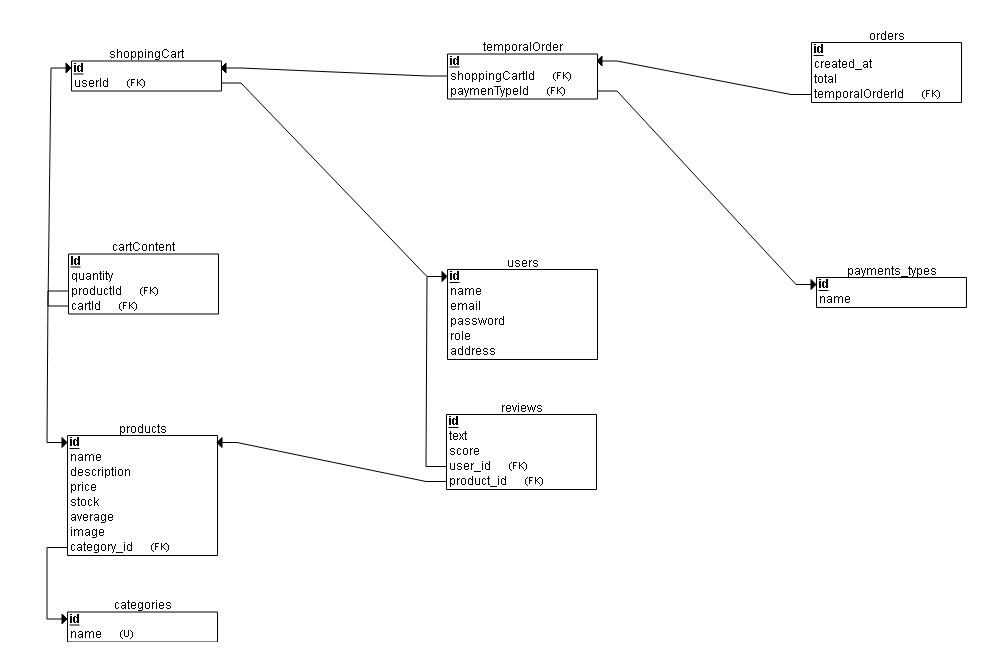 shoppingCart
id
userId (FK)
temporalOrder
id
shoppingCartId (FK)
paymenTypeId (FK)
orders
id
created_at
total
temporalOrderId (FK)
cartContent
Id
quantity
productId (FK)
cartId (FK)
users
id
name
email
password
role
address
payments_types
id
name
reviews
id
text
score
user_id (FK)
product_id (FK)
products
id
name
description
price
stock
average
image
category_id (FK)
categories
id
name (U)